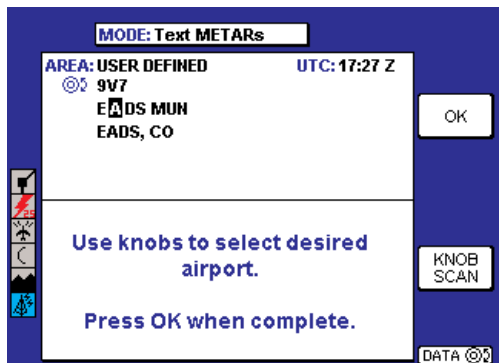 MODE: Text METARs
AREA: USER DEFINED UTC: 17:27 Z
9V7
EADS MUN
EADS, CO
OK
25
Use knobs to select desired
airport.
KNOB
SCAN
Press OK when complete.
DATA